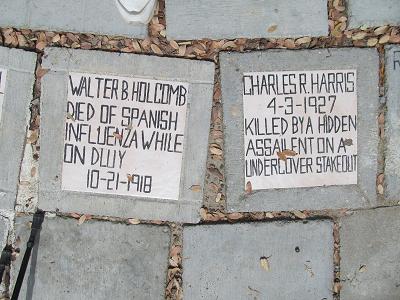 WALTER B HOLCOMB
DIED OF SPANISH
INFLUENZA WHILE
ON DUTY
10-21-1918
CHARLES R. HARRIS
4-3-1927
KILLED BY A HIDDEN
ASSAILENT ON A
UNDERCOVER STAKEOUT